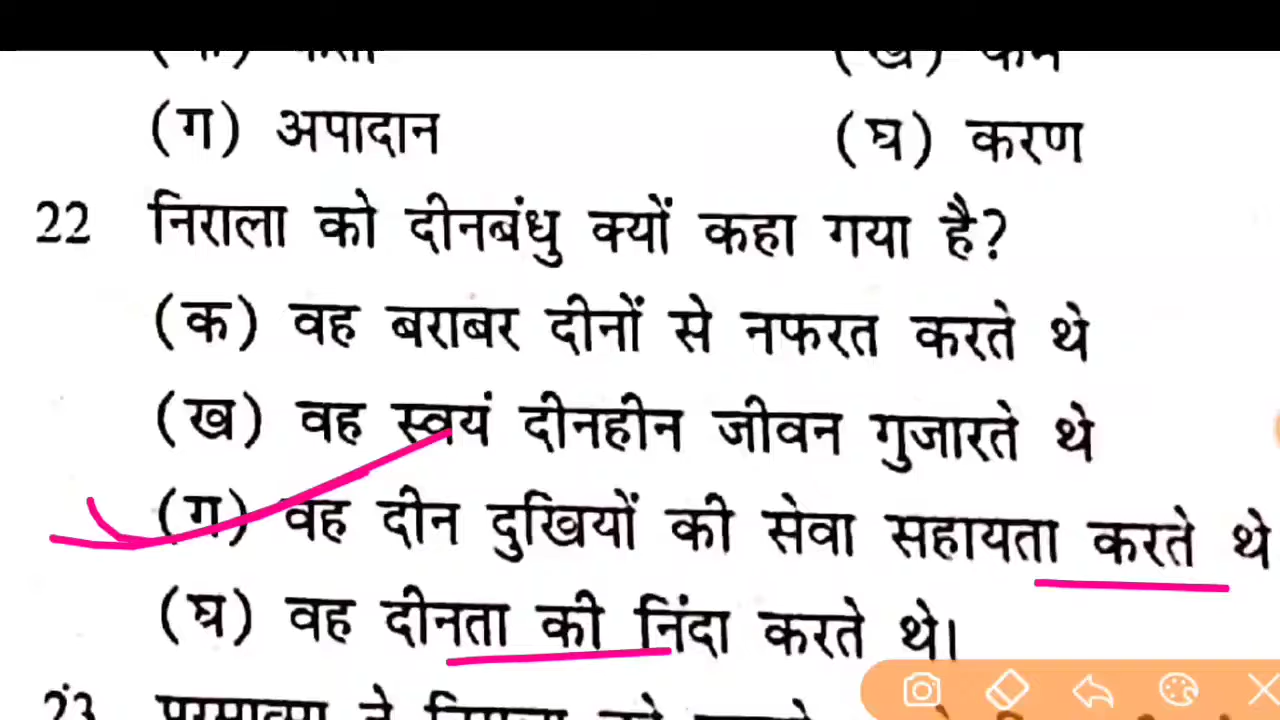 (ग) अपादान (घ) करण
22 निराला को दीनबंधु क्यों कहा गया है?
(क) वह बराबर दीनों से नफरत करते थे
(ख) वह स्वयं दीनहीन जीवन गुजारते थे
(ग) वह दीन दुखियों की सेवा सहायता करते थे
(घ) वह दीनता की निंदा करते थे।
23